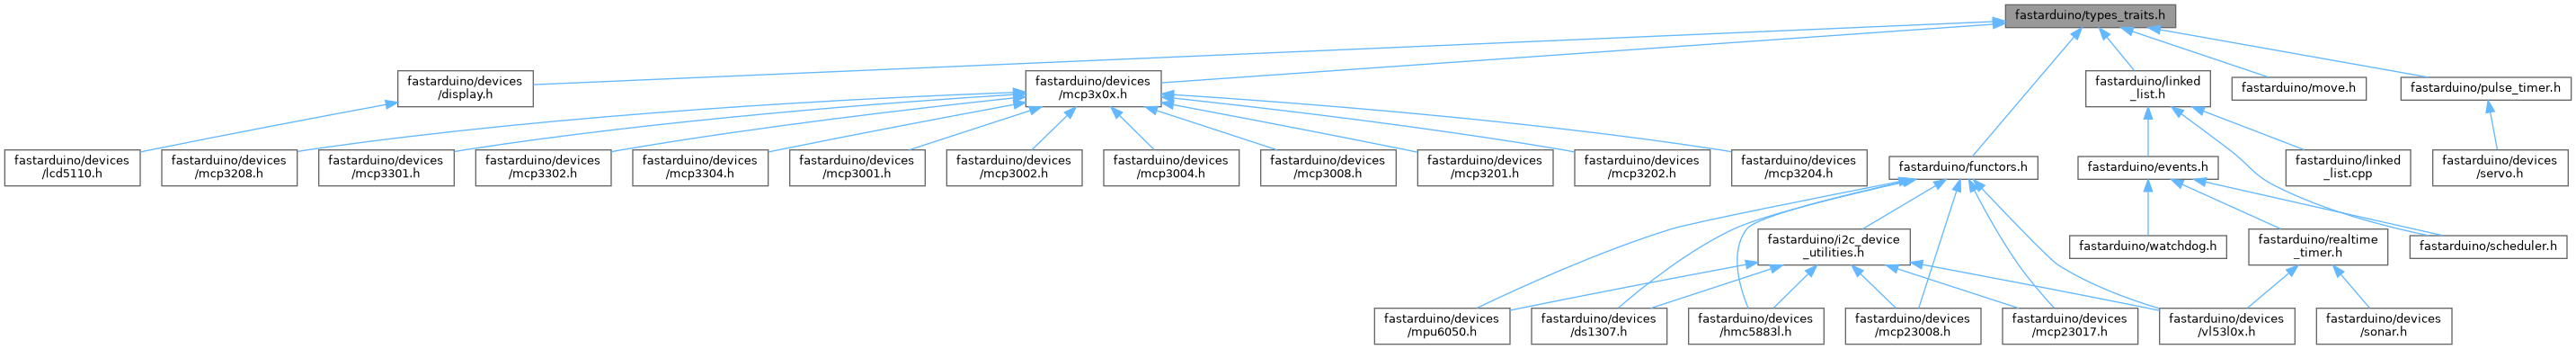 fastarduino/types_traits.h
fastarduino/devices
/display.h
fastarduino/devices
/mcp3x0x.h
fastarduino/linked
_list.h
fastarduino/move.h
fastarduino/pulse_timer.h
fastarduino/devices
/lcd5110.h
fastarduino/devices
/mcp3208.h
fastarduino/devices
/mcp3301.h
fastarduino/devices
/mcp3302.h
fastarduino/devices
/mcp3304.h
fastarduino/devices
/mcp3001.h
fastarduino/devices
/mcp3002.h
fastarduino/devices
/mcp3004.h
fastarduino/devices
/mcp3008.h
fastarduino/devices
/mcp3201.h
fastarduino/devices
/mcp3202.h
fastarduino/devices
/mcp3204.h
fastarduino/functors.h
fastarduino/events.h
fastarduino/linked
_list.cpp
fastarduino/devices
/servo.h
fastarduino/i2c_device
_utilities.h
fastarduino/watchdog.h
fastarduino/realtime
_timer.h
fastarduino/scheduler.h
fastarduino/devices
/mpu6050.h
fastarduino/devices
/ds1307.h
fastarduino/devices
/hmc5883l.h
fastarduino/devices
/mcp23008.h
fastarduino/devices
/mcp23017.h
fastarduino/devices
/vl53l0x.h
fastarduino/devices
/sonar.h